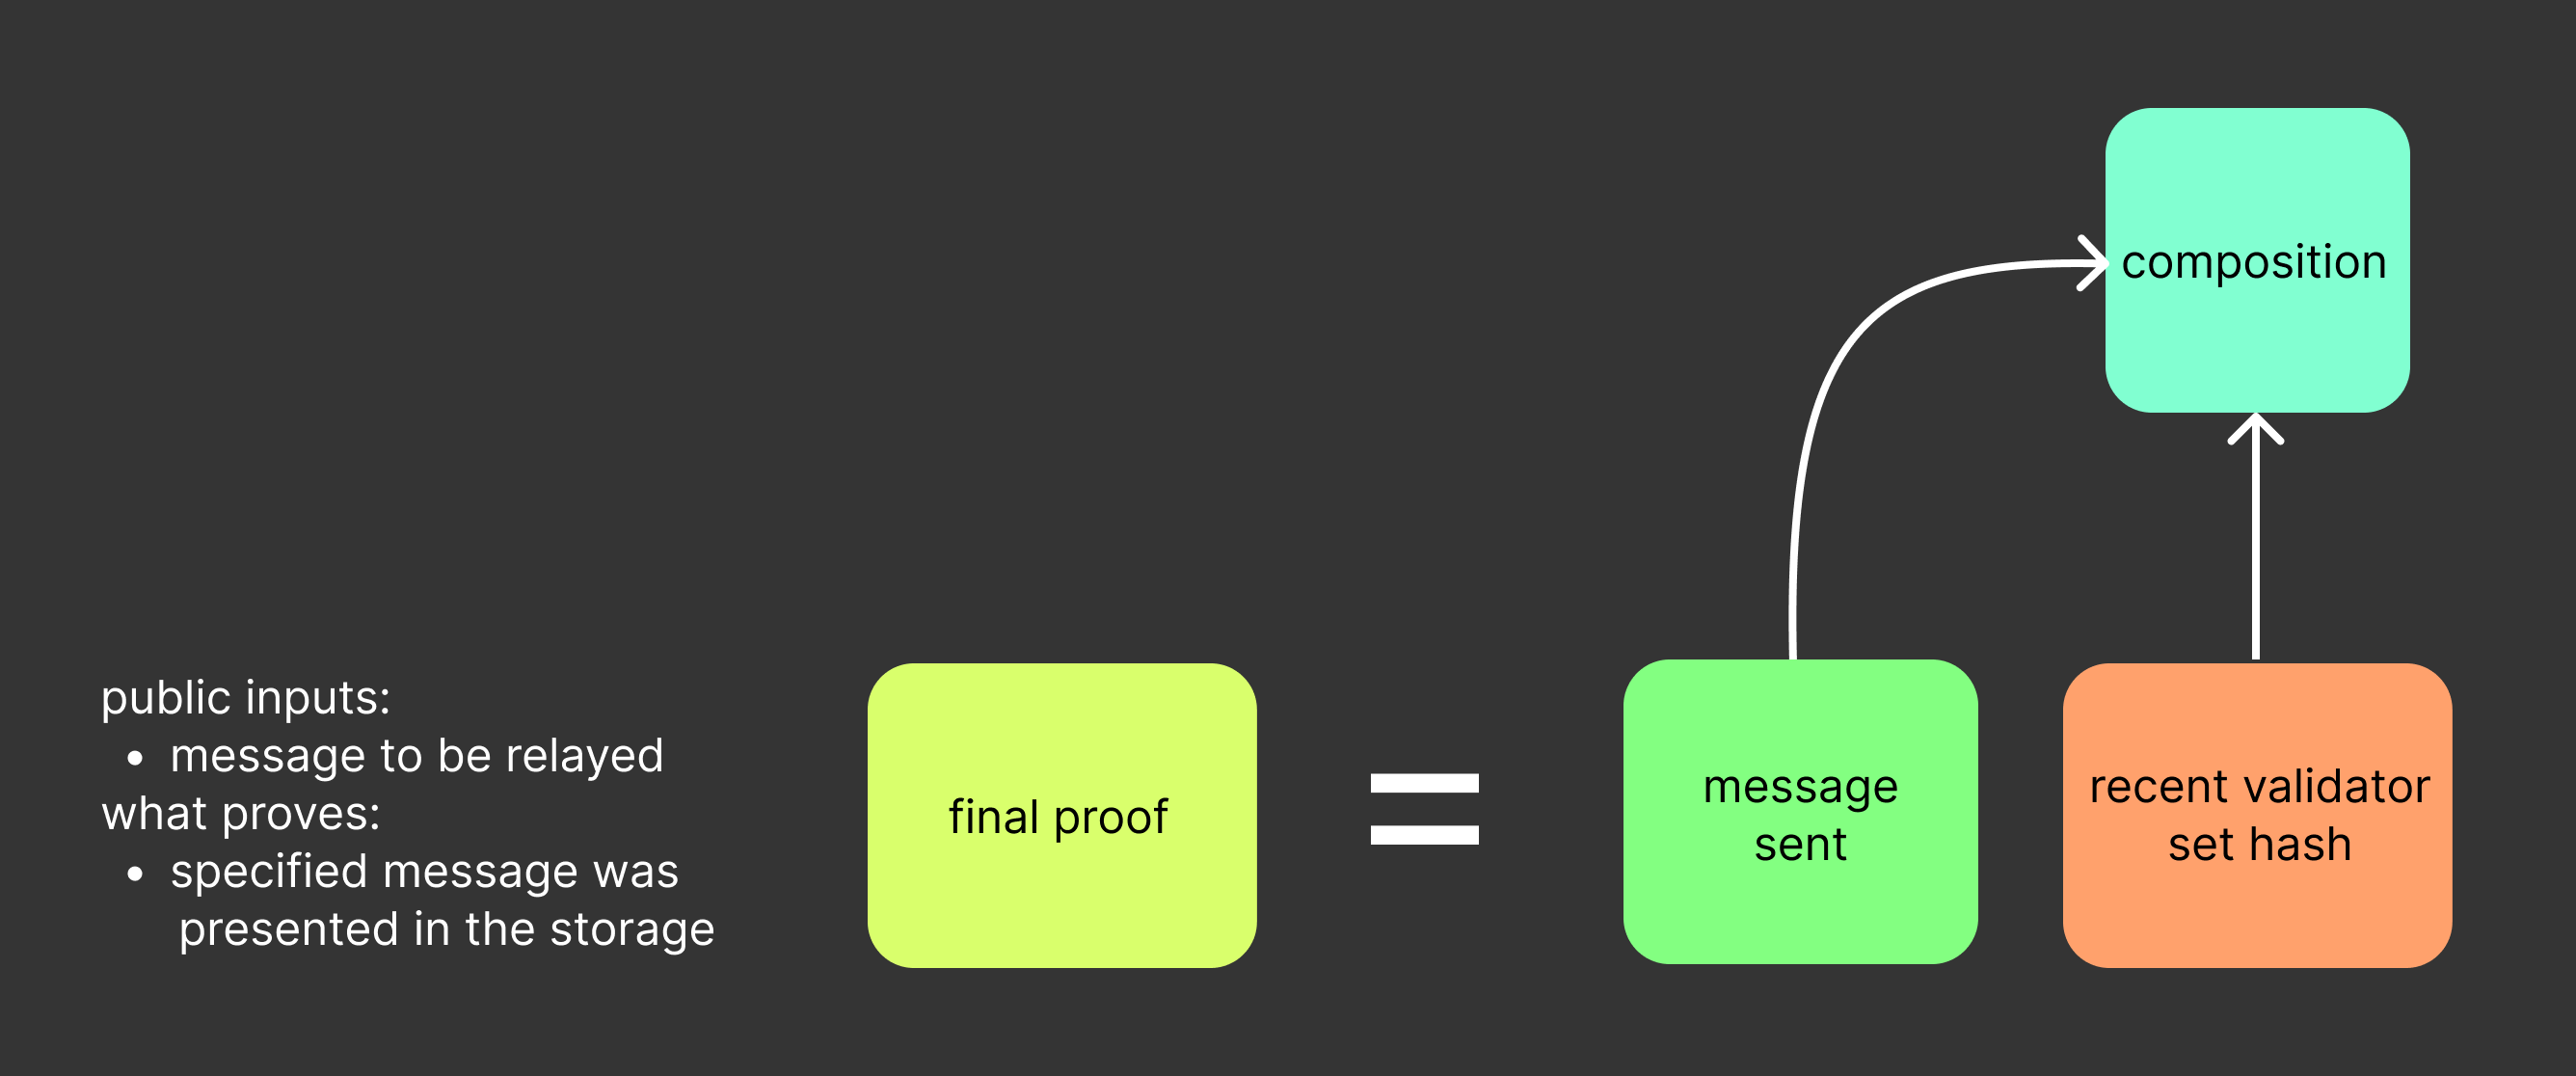 composition
public inputs:
• message to be relayed
what proves:
• specified message was
presented in the storage
final proof
=
message
sent
recent validator
set hash